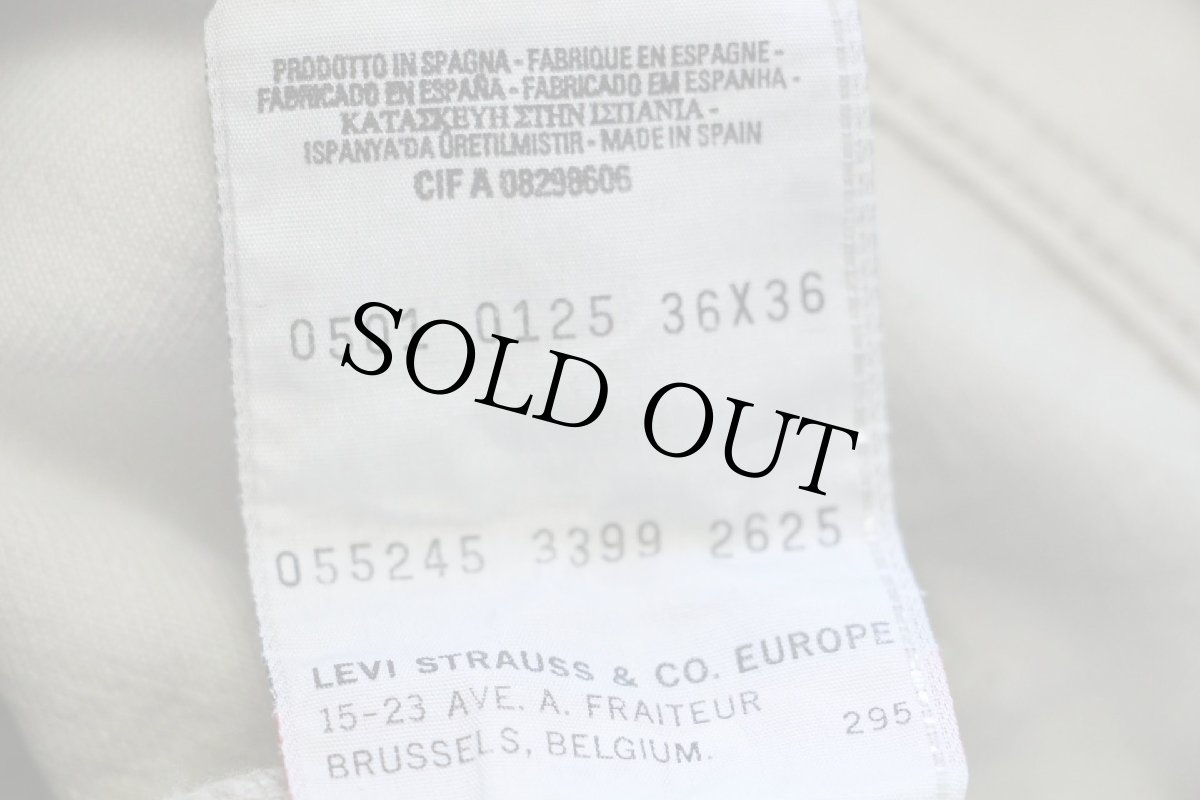 PRODOTTO IN SPAGNA - FABRIQUE EN ESPAGNE -
FABRICADO EN ESPAÑA - FABRICADO EM ESPANHA -
ΚΑΤΑΣΚΕΥΗ ΣΤΗΝ ΙΣΠΑΝΙΑ -
ISPANYA'DA ÜRETILMISTIR - MADE IN SPAIN
CIF A 08298606
0501 0125 36X36
SOLD OUT
055245 3399 2625
LEVI STRAUSS & CO. EUROPE
15-23 AVE. A. FRAITEUR
BRUSSELS, BELGIUM. 295